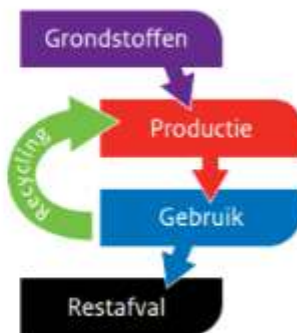 Grondstoffen
Productie
Recycling
Gebruik
Restafval